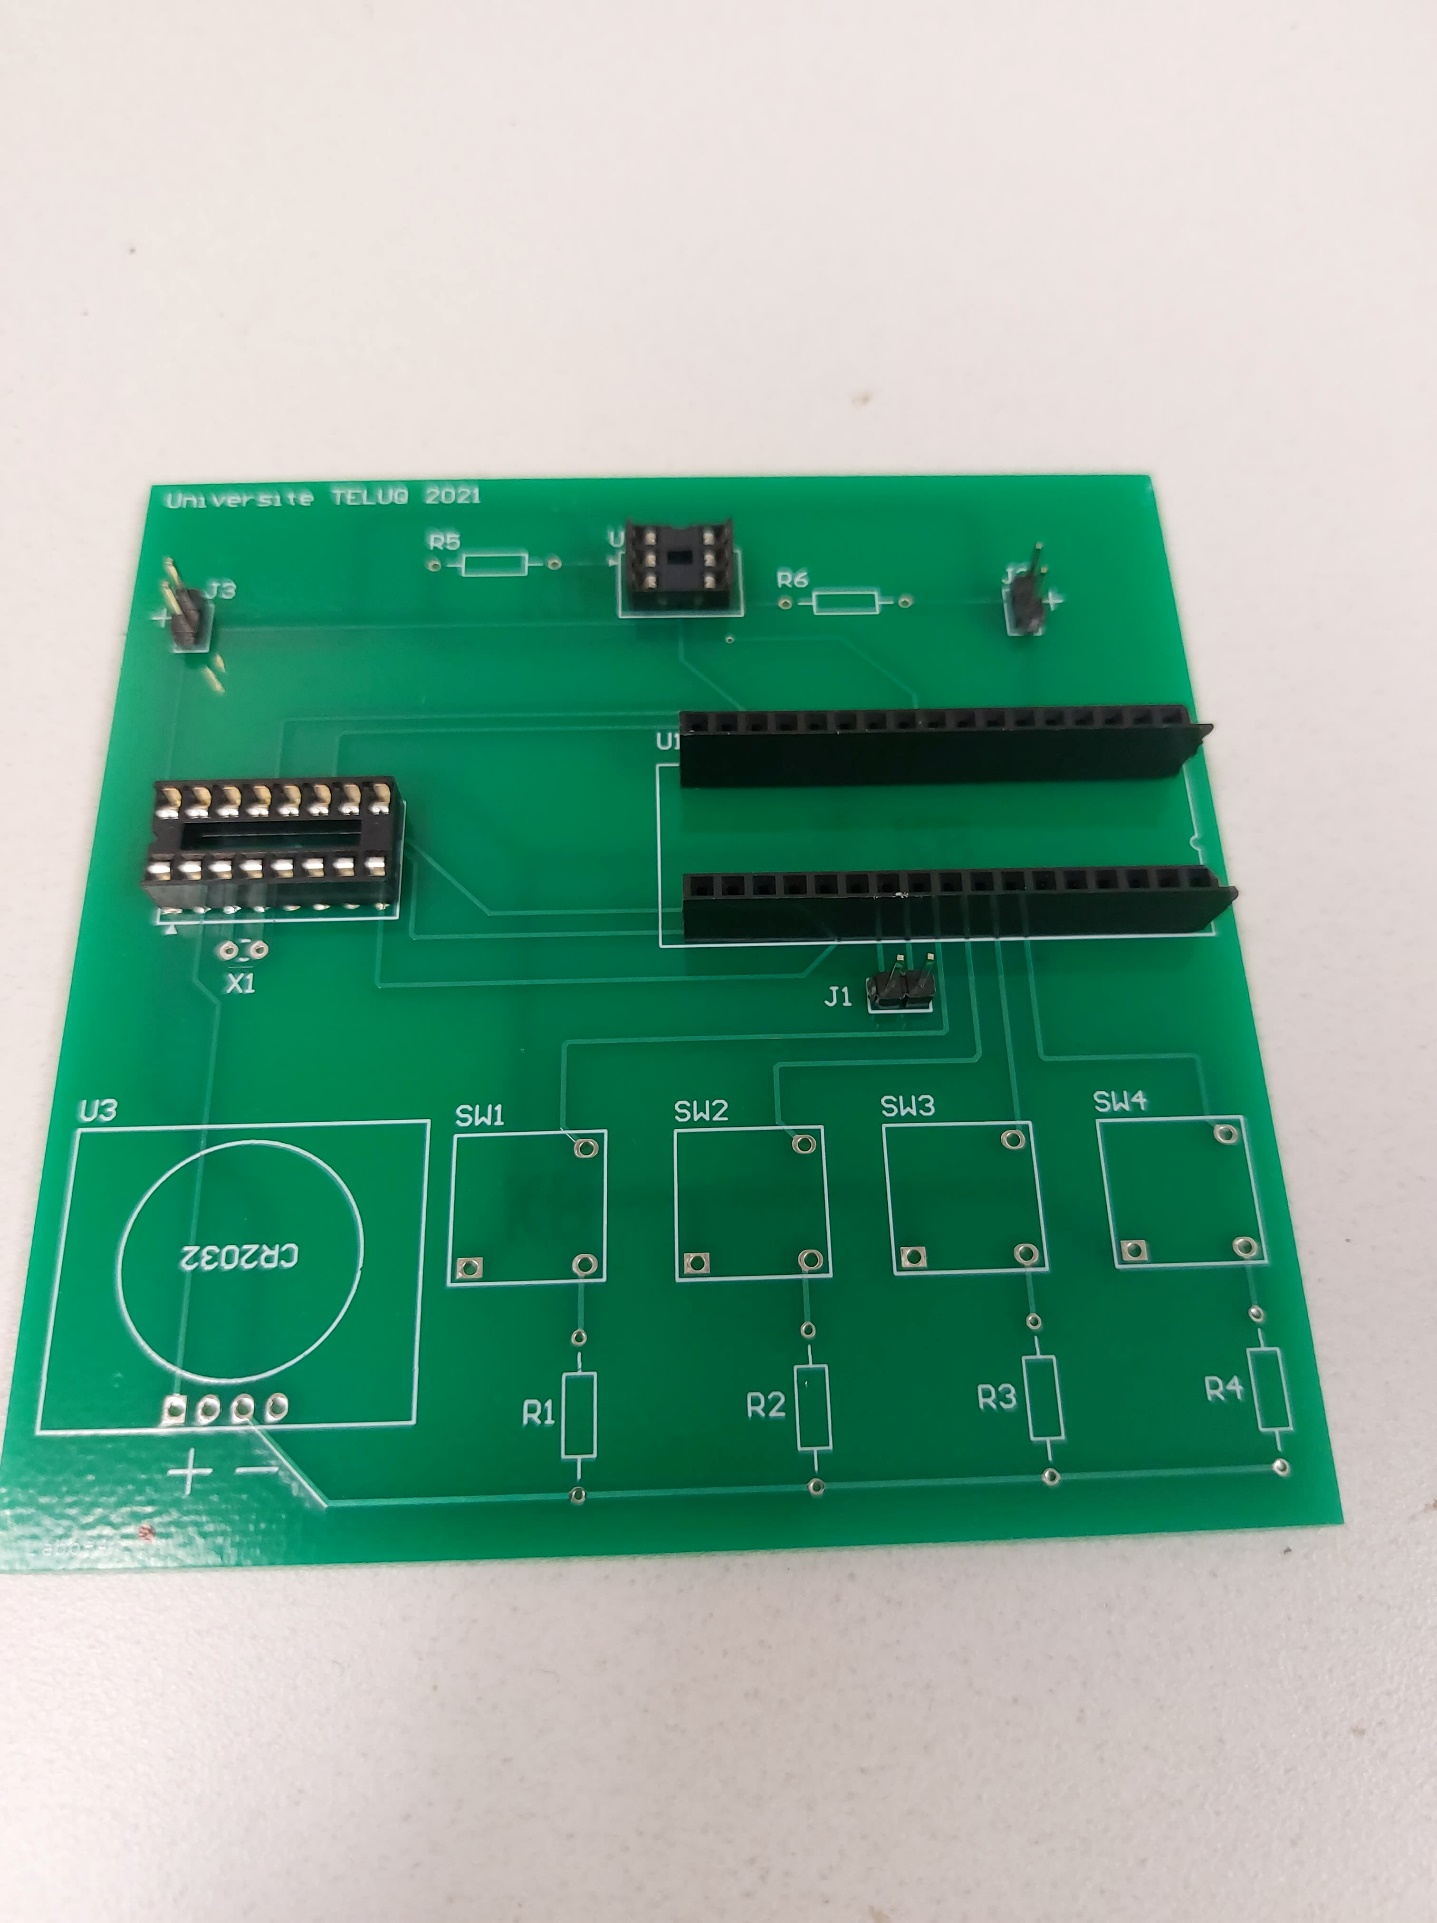 Universite TELUQ 2021
R5
R6
J3
+
+
U1
X1
J1
U3
SW1
SW2
SW3
SW4
CR2032
R1
R2
R3
R4
+ -